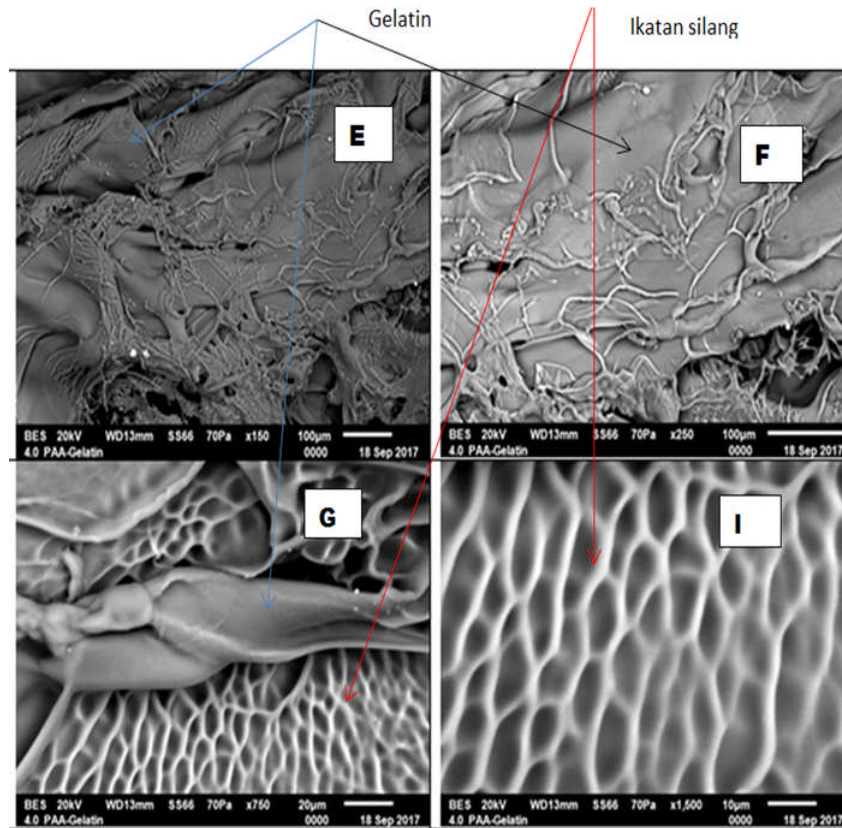 Gelatin
Ikatan silang
E
F
BES 20kV WD13mm SS66 70Pa x150 100µm
4.0 PAA-Gelatin 0000 18 Sep 2017
BES 20kV WD13mm SS66 70Pa x250 100µm
4.0 PAA-Gelatin 0000 18 Sep 2017
G
I
BES 20kV WD13mm SS66 70Pa x750 20µm
4.0 PAA-Gelatin 0000 18 Sep 2017
BES 20kV WD13mm SS66 70Pa x1,500 10µm
4.0 PAA-Gelatin 0000 18 Sep 2017